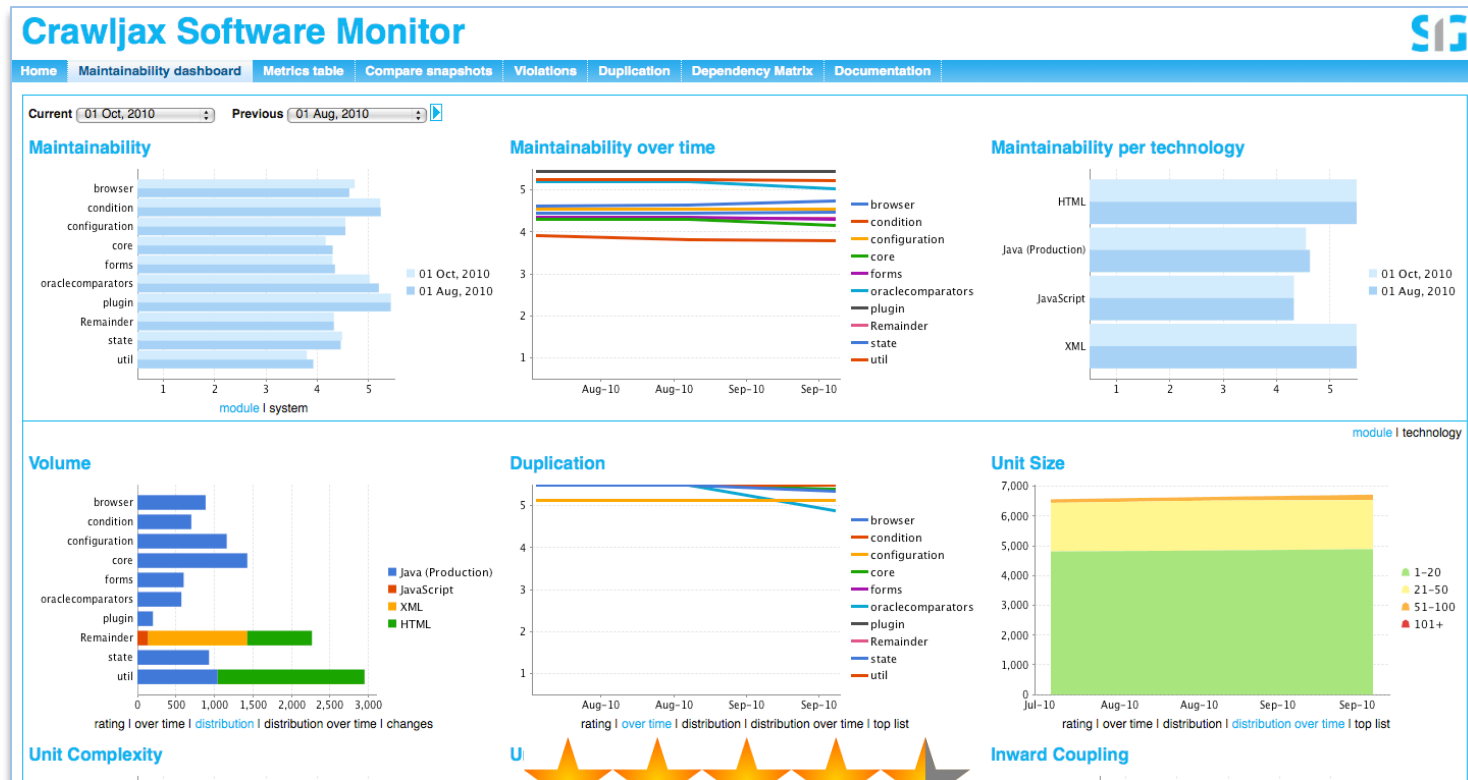 Crawljax Software Monitor
SIG
Home Maintainability dashboard Metrics table Compare snapshots Violations Duplication Dependency Matrix Documentation
Current 01 Oct, 2010 Previous 01 Aug, 2010
Maintainability
browser
condition
configuration
core
forms
oraclecomparators
plugin
Remainder
state
util
1 2 3 4 5
01 Oct, 2010
01 Aug, 2010
module | system
Maintainability over time
5
4
3
2
1
Aug-10 Aug-10 Sep-10 Sep-10
browser
condition
configuration
core
forms
oraclecomparators
plugin
Remainder
state
util
Maintainability per technology
HTML
Java (Production)
JavaScript
XML
1 2 3 4 5
01 Oct, 2010
01 Aug, 2010
module | technology
Volume
browser
condition
configuration
core
forms
oraclecomparators
plugin
Remainder
state
util
0 500 1,000 1,500 2,000 2,500 3,000
Java (Production)
JavaScript
XML
HTML
rating | over time | distribution | distribution over time | changes
Duplication
5
4
3
2
1
Aug-10 Aug-10 Sep-10 Sep-10
browser
condition
configuration
core
forms
oraclecomparators
plugin
Remainder
state
util
rating | over time | distribution | distribution over time | top list
Unit Size
7,000
6,000
5,000
4,000
3,000
2,000
1,000
0
Jul-10 Aug-10 Aug-10 Sep-10 Sep-10
1-20
21-50
51-100
101+
rating | over time | distribution | distribution over time | top list
Unit Complexity
Inward Coupling